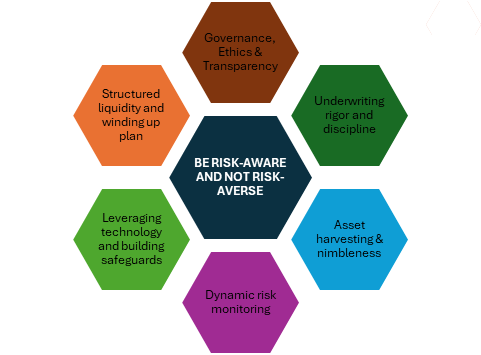 Governance,
Ethics &
Transparency
Structured
liquidity and
winding up
plan
Underwriting
rigor and
discipline
BE RISK-AWARE
AND NOT RISK-
AVERSE
Leveraging
technology
and building
safeguards
Asset
harvesting &
nimbleness
Dynamic risk
monitoring